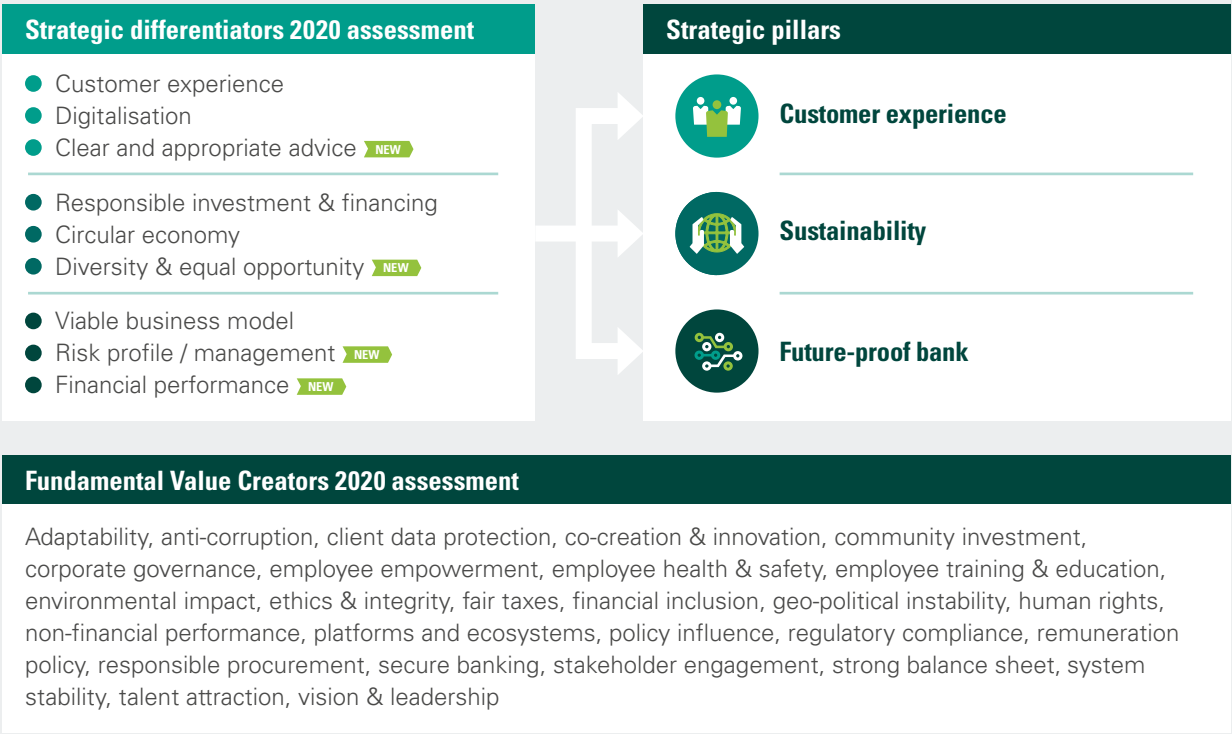 Strategic differentiators 2020 assessment
Customer experience
Digitalisation
Clear and appropriate advice NEW
Responsible investment & financing
Circular economy
Diversity & equal opportunity NEW
Viable business model
Risk profile / management NEW
Financial performance NEW
Strategic pillars
Customer experience
Sustainability
Future-proof bank
Fundamental Value Creators 2020 assessment
Adaptability, anti-corruption, client data protection, co-creation & innovation, community investment,
corporate governance, employee empowerment, employee health & safety, employee training & education,
environmental impact, ethics & integrity, fair taxes, financial inclusion, geo-political instability, human rights,
non-financial performance, platforms and ecosystems, policy influence, regulatory compliance, remuneration
policy, responsible procurement, secure banking, stakeholder engagement, strong balance sheet, system
stability, talent attraction, vision & leadership